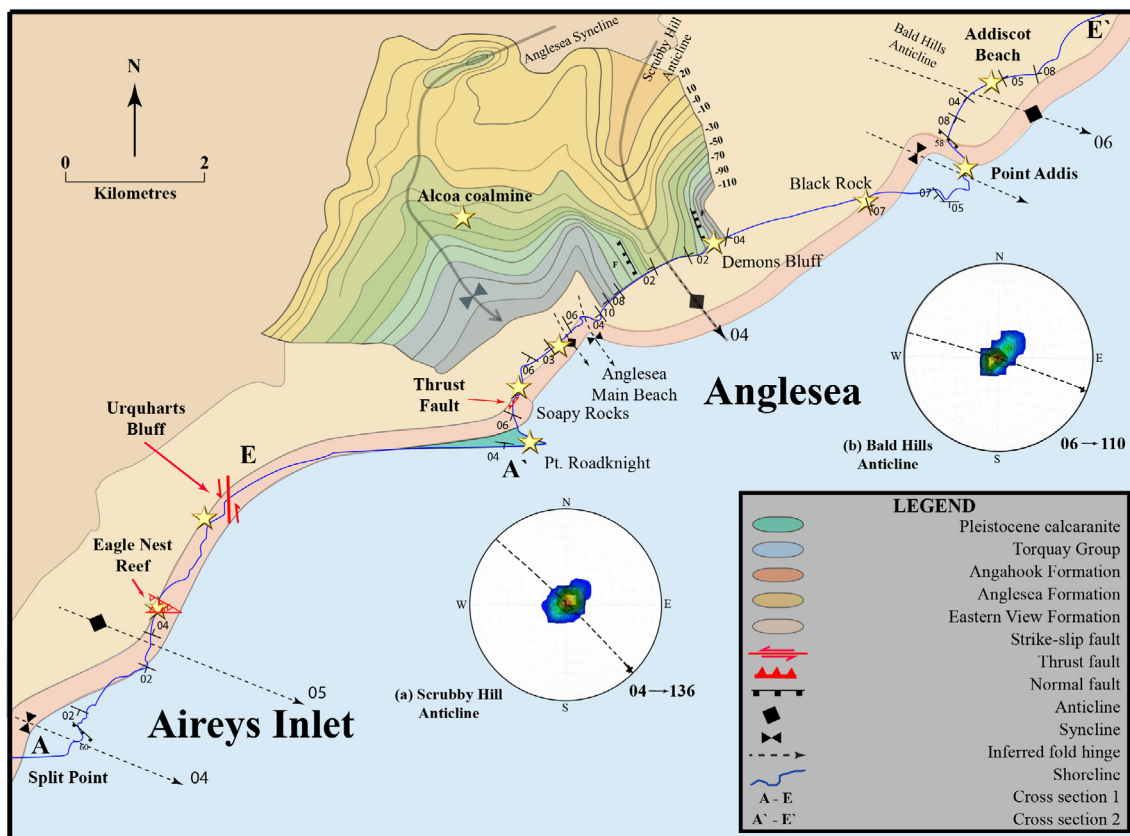 N
0
2
Kilometres
Anglesea Syncline
Scrubby Hill
Anticline
20
10
-0
-10
-30
-50
-70
-90
-110
Bald Hills
Anticline
Addiscot
Beach
E`
05
08
04
08
58
06
Point Addis
Black Rock
07
07
05
Alcoa coalmine
F
F
04
Demons Bluff
02
02
08
10
04
06
03
06
04
Anglesea
Main Beach
Anglesea
Thrust
Fault
Soapy Rocks
06
04
A`
Pt. Roadknight
Urquharts
Bluff
E
Eagle Nest
Reef
04
02
05
02
60
04
A
Split Point
Aireys Inlet
N
W
E
S
(b) Bald Hills
Anticline
06→110
N
W
E
S
(a) Scrubby Hill
Anticline
04→136
LEGEND
Pleistocene calcaranite
Torquay Group
Angahook Formation
Anglesea Formation
Eastern View Formation
Strike-slip fault
Thrust fault
Normal fault
Anticline
Syncline
Inferred fold hinge
Shoreline
A - E Cross section 1
A` - E` Cross section 2